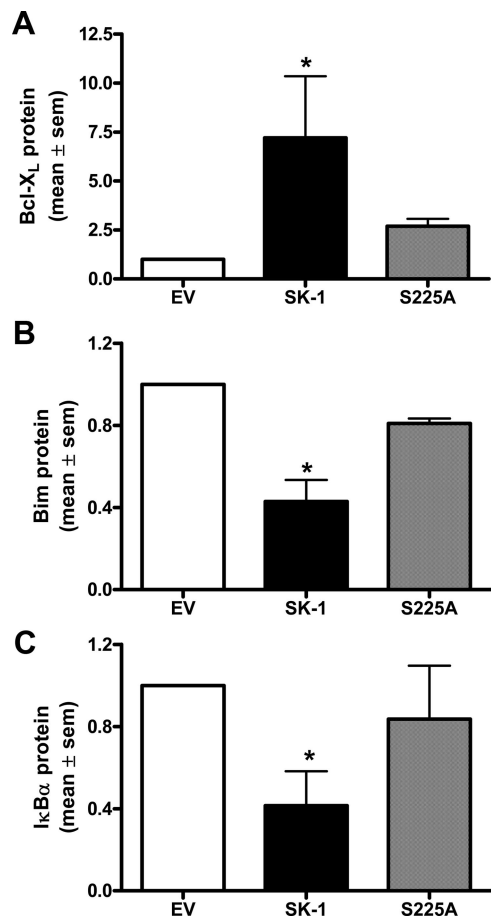 A
Bcl-XL protein
(mean ± sem)
12.5
10.0
7.5
5.0
2.5
0.0
*
EV
SK-1
S225A
B
Bim protein
(mean ± sem)
1.2
0.8
0.4
0.0
*
EV
SK-1
S225A
C
IκBα protein
(mean ± sem)
1.2
0.8
0.4
0.0
*
EV
SK-1
S225A